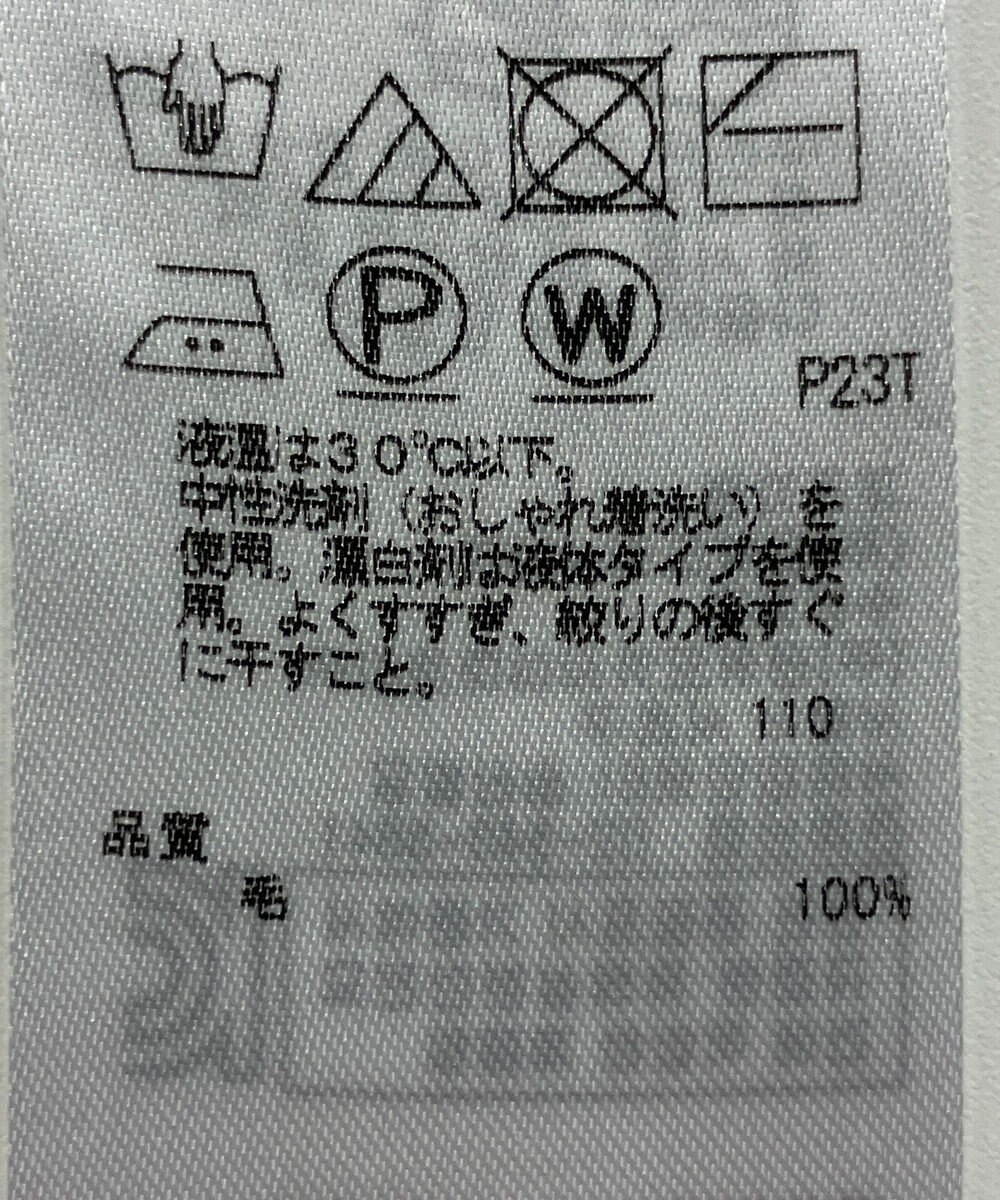 P
W
P23T
液温は30℃以下。
中性洗剤(おしゃれ着洗い)を
使用。漂白剤は液体タイプを使
用。よくすすぎ、絞りの後すぐ
に干すこと。
110
品質
毛 100%